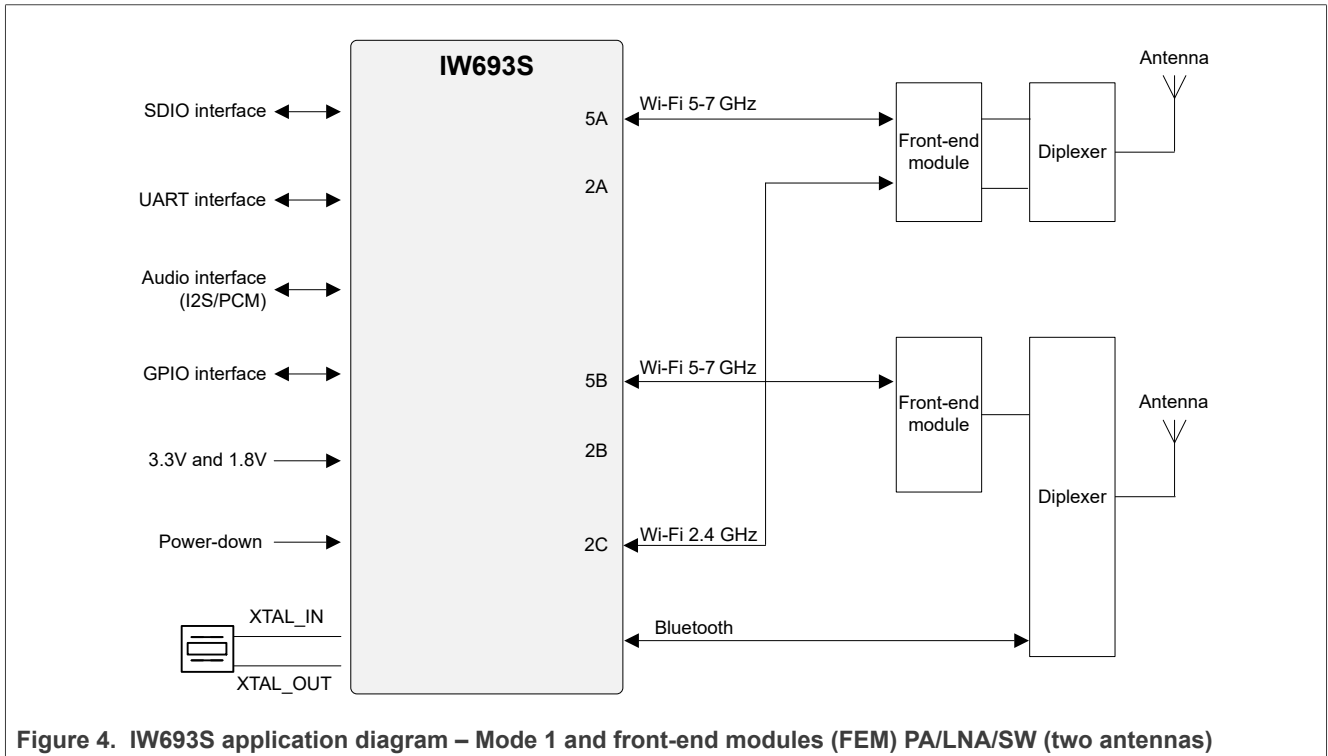 IW693S
SDIO interface
UART interface
Audio interface
(I2S/PCM)
GPIO interface
3.3V and 1.8V
Power-down
XTAL_IN
XTAL_OUT
5A
2A
5B
2B
2C
Wi-Fi 5-7 GHz
Wi-Fi 5-7 GHz
Wi-Fi 2.4 GHz
Bluetooth
Front-end
module
Diplexer
Antenna
Front-end
module
Diplexer
Antenna
Figure 4. IW693S application diagram – Mode 1 and front-end modules (FEM) PA/LNA/SW (two antennas)